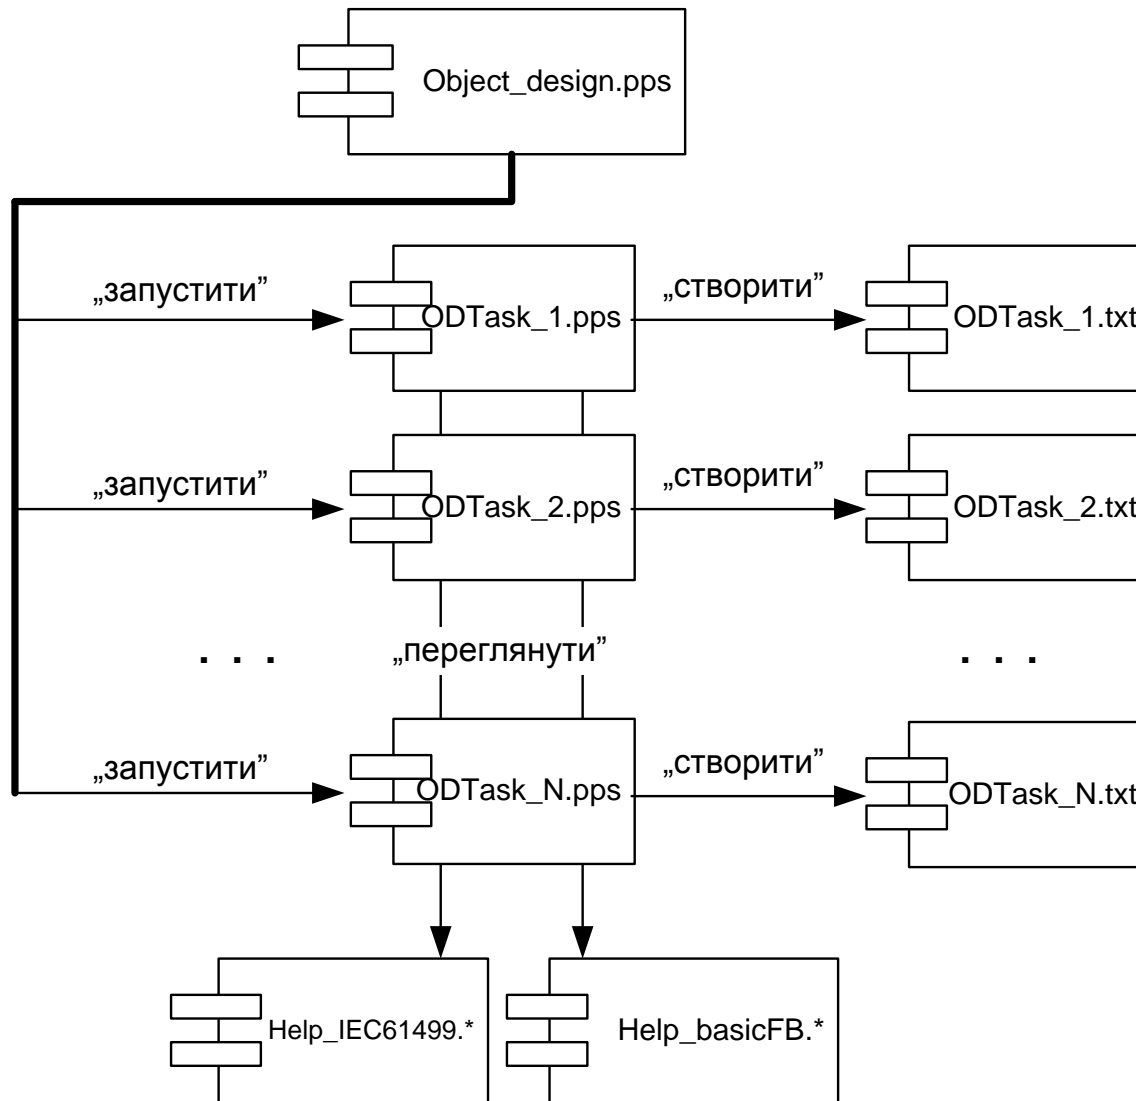 Object_design.pps
„запустити”
ODTask_1.pps
„створити”
ODTask_1.txt
„запустити”
ODTask_2.pps
„створити”
ODTask_2.txt
. . .
„переглянути”
. . .
„запустити”
ODTask_N.pps
„створити”
ODTask_N.txt
Help_IEC61499.*
Help_basicFB.*